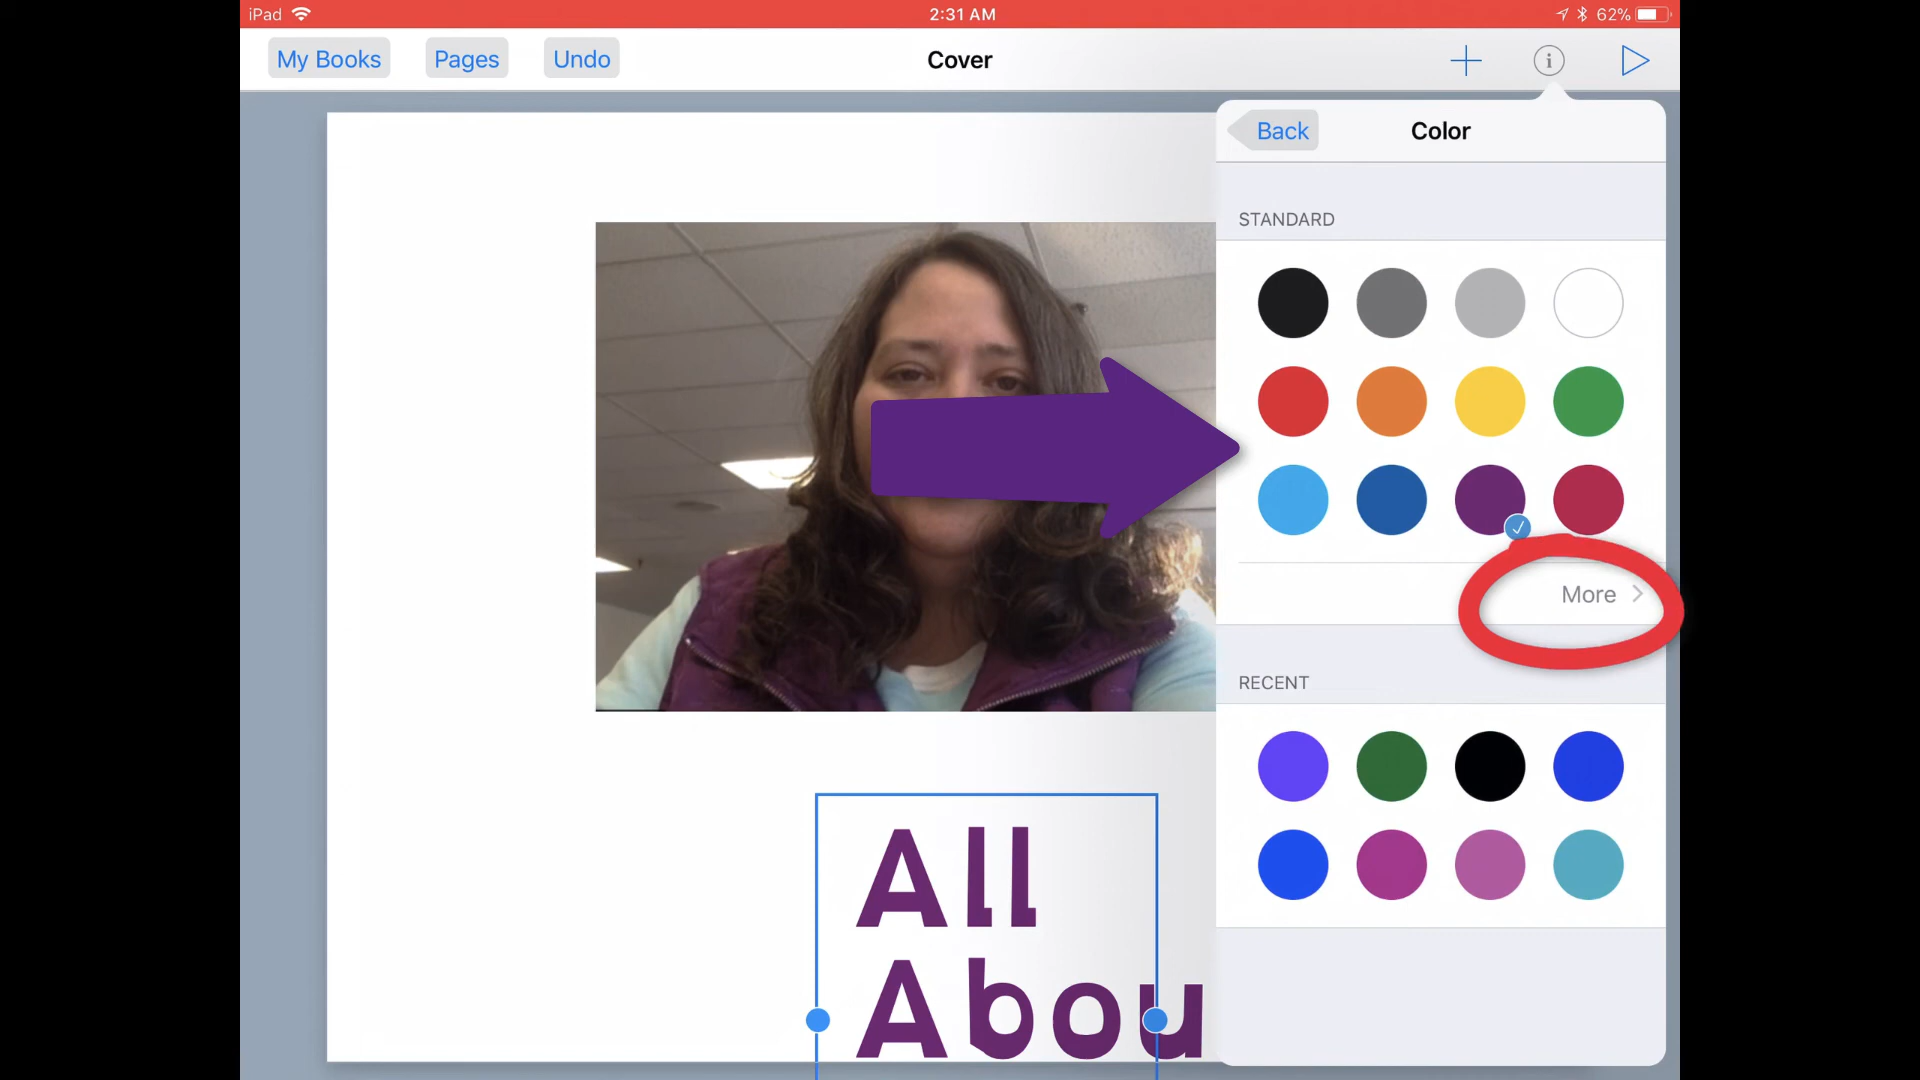 iPad 2:31 AM 62%
My Books Pages Undo Cover
Back Color
STANDARD
More
RECENT
All
Abou